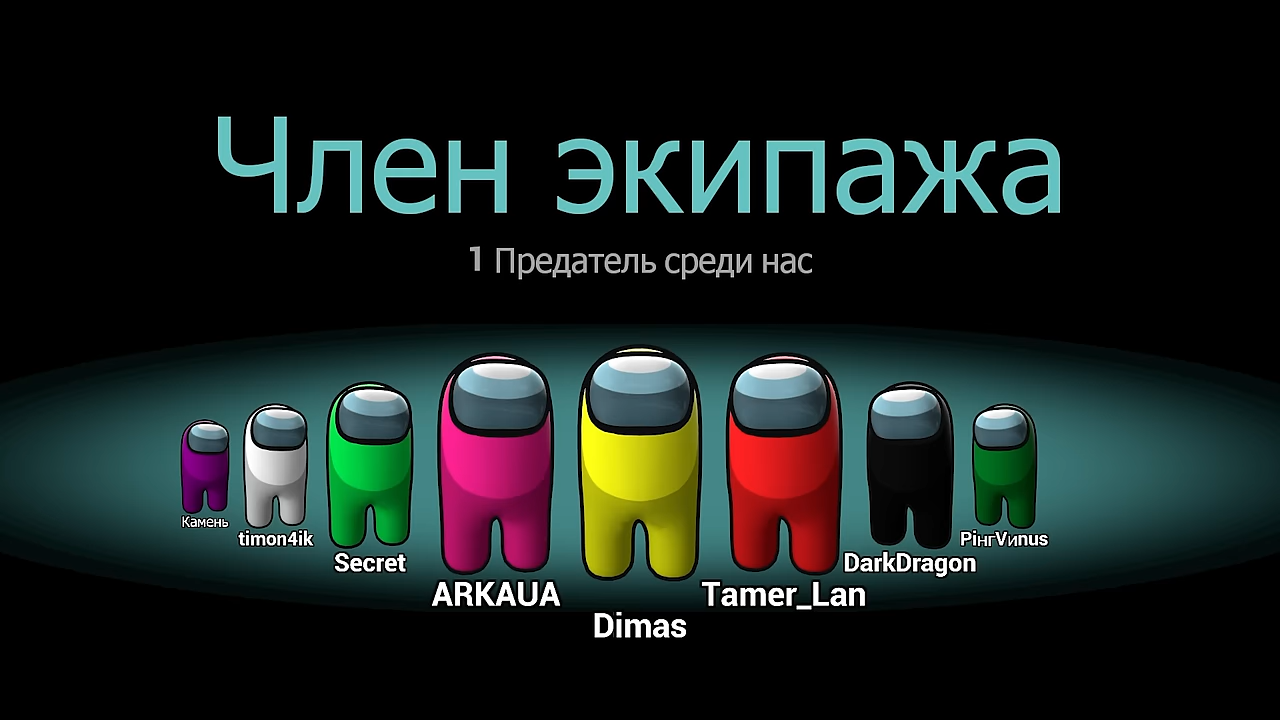 Член экипажа
1 Предатель среди нас
Камень
timon4ik
Secret
ARKAUA
Dimas
Tamer_Lan
DarkDragon
PiнгVиnus